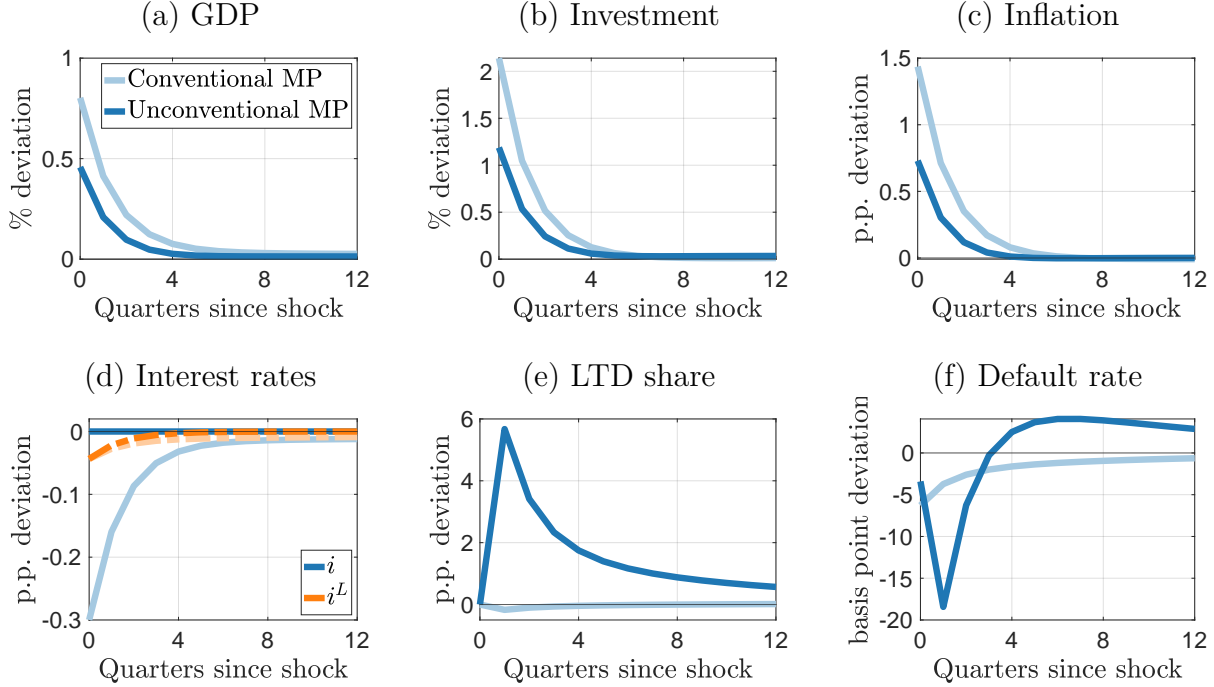 (a) GDP
(b) Investment
(c) Inflation
% deviation
1
0.5
0
Conventional MP
Unconventional MP
0 4 8 12
Quarters since shock
% deviation
2
1.5
1
0.5
0
0 4 8 12
Quarters since shock
p.p. deviation
1.5
1
0.5
0
0 4 8 12
Quarters since shock
(d) Interest rates
(e) LTD share
(f) Default rate
p.p. deviation
0
-0.1
-0.2
-0.3
i
i^L
0 4 8 12
Quarters since shock
p.p. deviation
6
4
2
0
0 4 8 12
Quarters since shock
basis point deviation
0
-5
-10
-15
-20
0 4 8 12
Quarters since shock